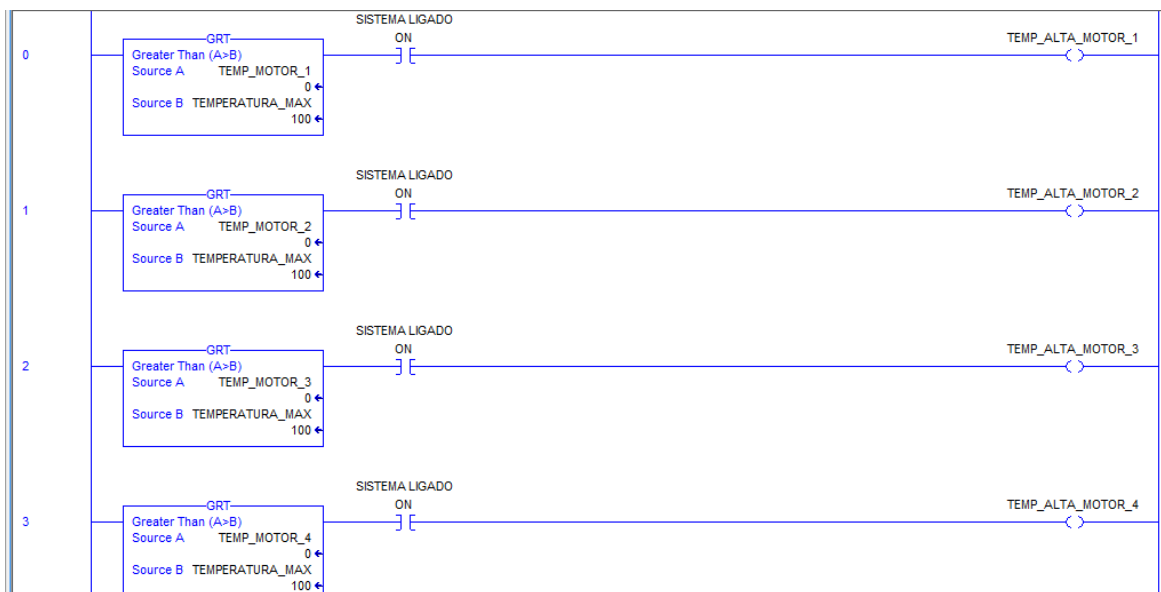 SISTEMA LIGADO
GRT ON TEMP_ALTA_MOTOR_1
0 Greater Than (A>B)
Source A TEMP_MOTOR_1
0
Source B TEMPERATURA_MAX
100
SISTEMA LIGADO
GRT ON TEMP_ALTA_MOTOR_2
1 Greater Than (A>B)
Source A TEMP_MOTOR_2
0
Source B TEMPERATURA_MAX
100
SISTEMA LIGADO
GRT ON TEMP_ALTA_MOTOR_3
2 Greater Than (A>B)
Source A TEMP_MOTOR_3
0
Source B TEMPERATURA_MAX
100
SISTEMA LIGADO
GRT ON TEMP_ALTA_MOTOR_4
3 Greater Than (A>B)
Source A TEMP_MOTOR_4
0
Source B TEMPERATURA_MAX
100